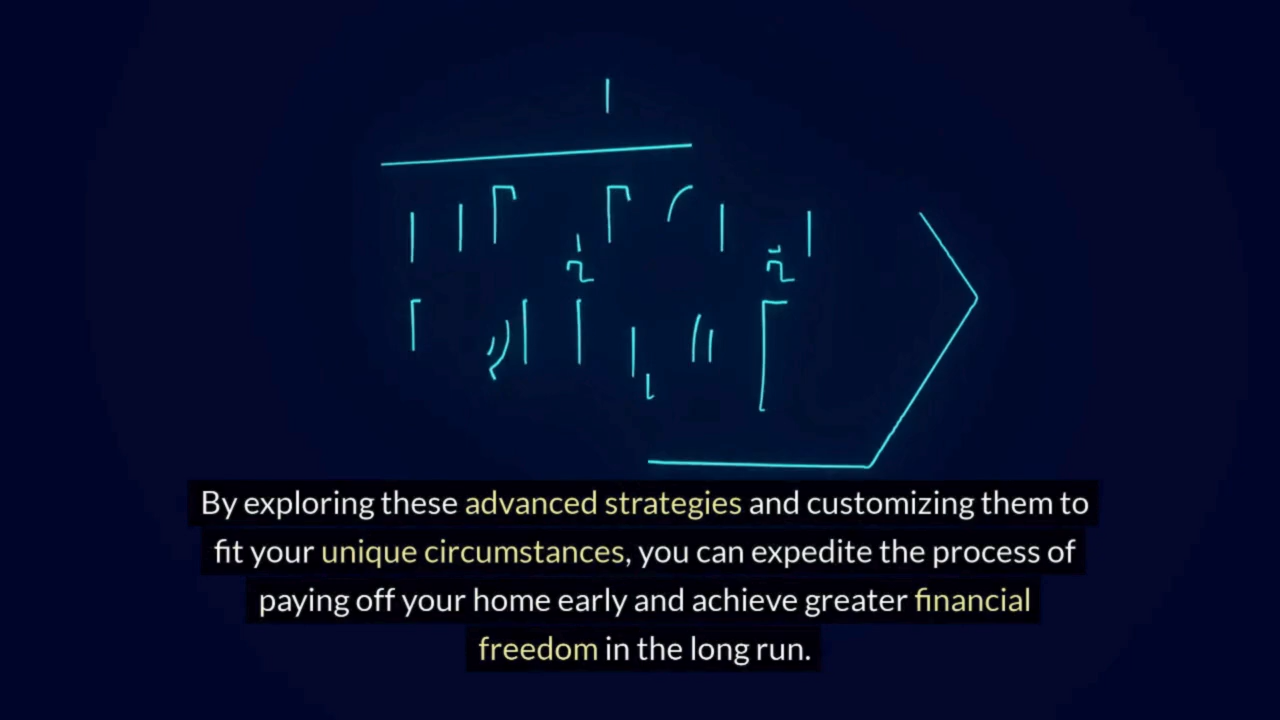 By exploring these advanced strategies and customizing them to
fit your unique circumstances, you can expedite the process of
paying off your home early and achieve greater financial
freedom in the long run.